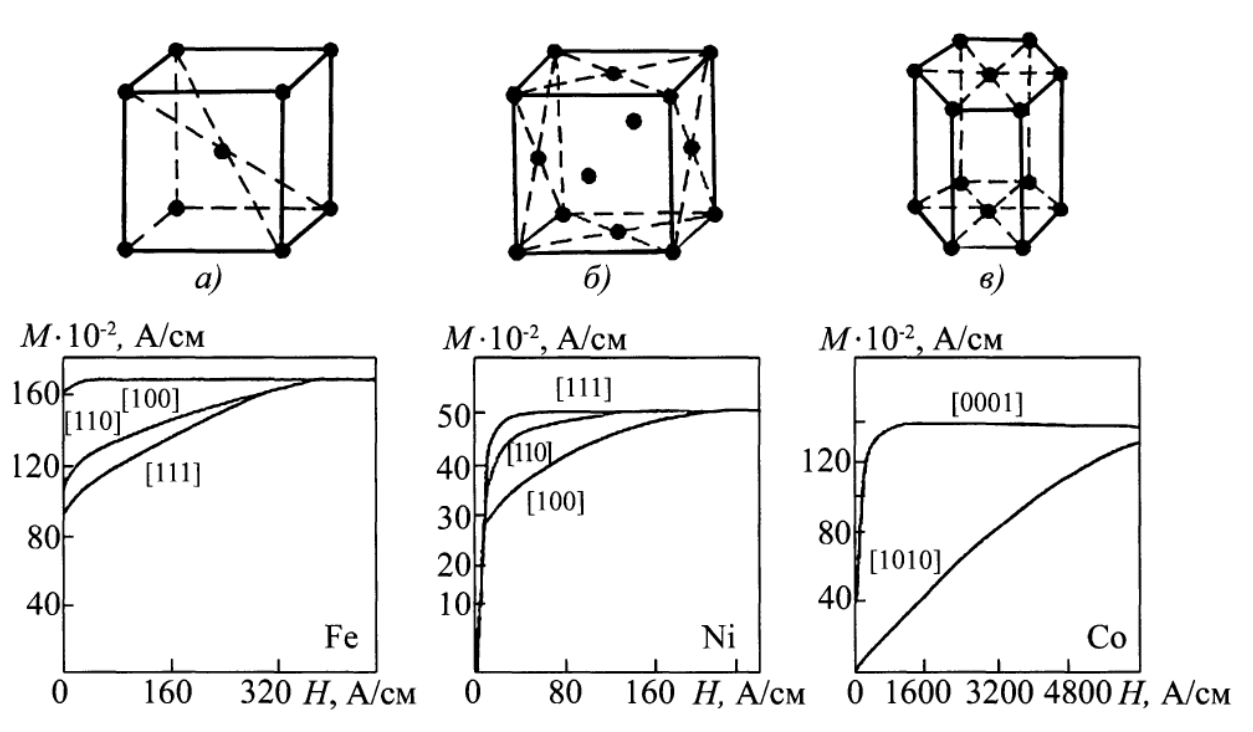 а)
б)
в)
M·10⁻², А/см
160
120
80
40
[100]
[110]
[111]
Fe
0 160 320 H, А/см
M·10⁻², А/см
50
40
30
20
10
[111]
[110]
[100]
Ni
0 80 160 H, А/см
M·10⁻², А/см
120
80
40
[0001]
[1010]
Co
0 1600 3200 4800 H, А/см